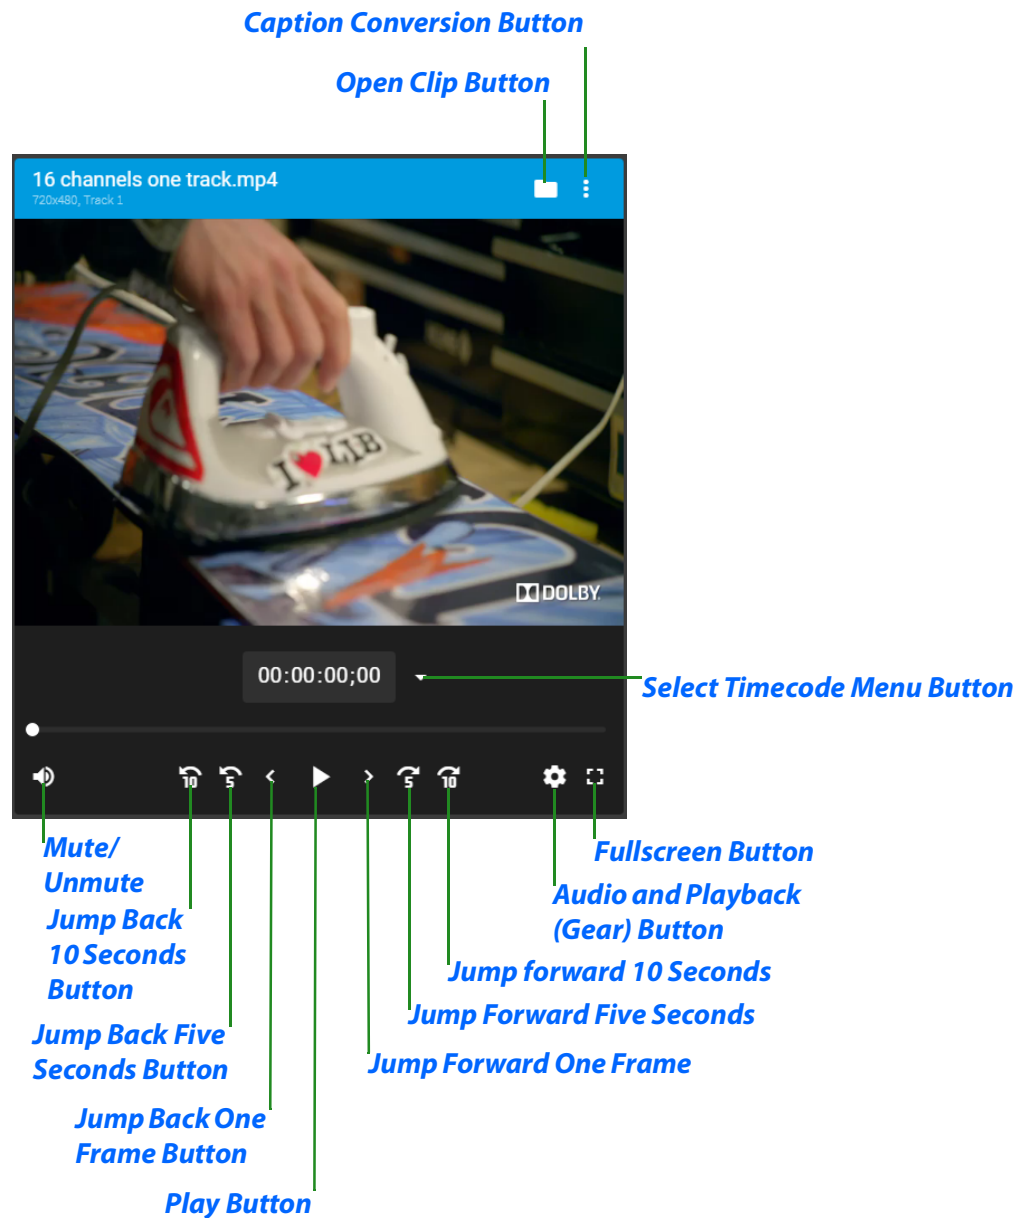 Caption Conversion Button
Open Clip Button
16 channels one track.mp4
720x480, Track 1
I ♥ LIB
DOLBY
00:00:00;00
Select Timecode Menu Button
10
5
5
10
Mute/
Unmute
Fullscreen Button
Audio and Playback
(Gear) Button
Jump Back
10 Seconds
Button
Jump forward 10 Seconds
Jump Forward Five Seconds
Jump Back Five
Seconds Button
Jump Forward One Frame
Jump Back One
Frame Button
Play Button